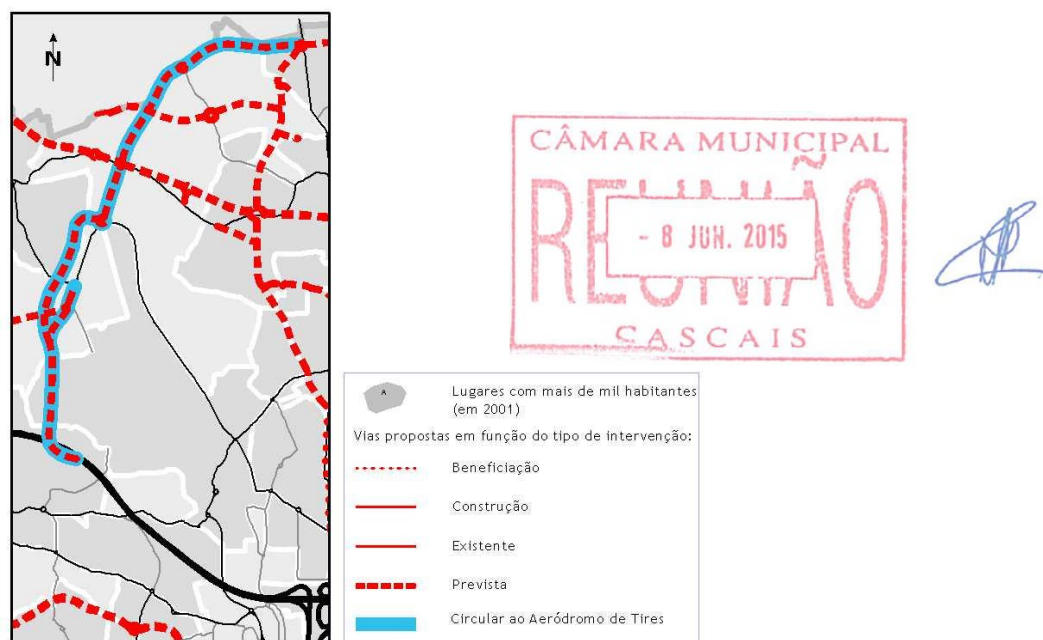 N
CÂMARA MUNICIPAL
REUNIÃO
- 8 JUN. 2015
CASCAIS
A
Lugares com mais de mil habitantes
(em 2001)
Vias propostas em função do tipo de intervenção:
Beneficiação
Construção
Existente
Prevista
Circular ao Aeródromo de Tires